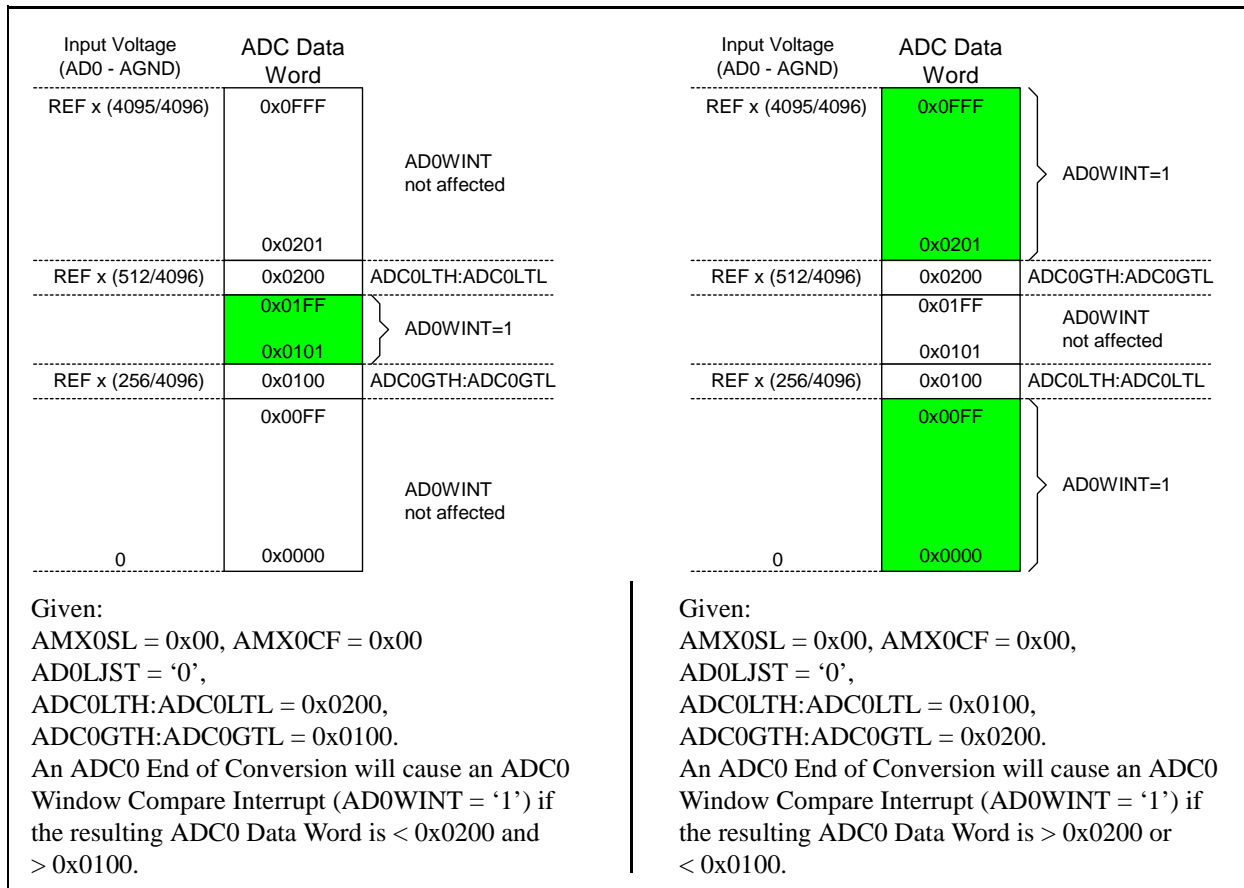 Input Voltage
(AD0 - AGND)
ADC Data
Word
REF x (4095/4096)
0x0FFF
AD0WINT
not affected
0x0201
REF x (512/4096)
0x0200
ADC0LTH:ADC0LTL
0x01FF
AD0WINT=1
0x0101
REF x (256/4096)
0x0100
ADC0GTH:ADC0GTL
0x00FF
AD0WINT
not affected
0
0x0000
Given:
AMX0SL = 0x00, AMX0CF = 0x00
AD0LJST = ‘0’,
ADC0LTH:ADC0LTL = 0x0200,
ADC0GTH:ADC0GTL = 0x0100.
An ADC0 End of Conversion will cause an ADC0
Window Compare Interrupt (AD0WINT = ‘1’) if
the resulting ADC0 Data Word is < 0x0200 and
> 0x0100.
Input Voltage
(AD0 - AGND)
ADC Data
Word
REF x (4095/4096)
0x0FFF
AD0WINT=1
0x0201
REF x (512/4096)
0x0200
ADC0GTH:ADC0GTL
0x01FF
AD0WINT
not affected
0x0101
REF x (256/4096)
0x0100
ADC0LTH:ADC0LTL
0x00FF
AD0WINT=1
0
0x0000
Given:
AMX0SL = 0x00, AMX0CF = 0x00,
AD0LJST = ‘0’,
ADC0LTH:ADC0LTL = 0x0100,
ADC0GTH:ADC0GTL = 0x0200.
An ADC0 End of Conversion will cause an ADC0
Window Compare Interrupt (AD0WINT = ‘1’) if
the resulting ADC0 Data Word is > 0x0200 or
< 0x0100.